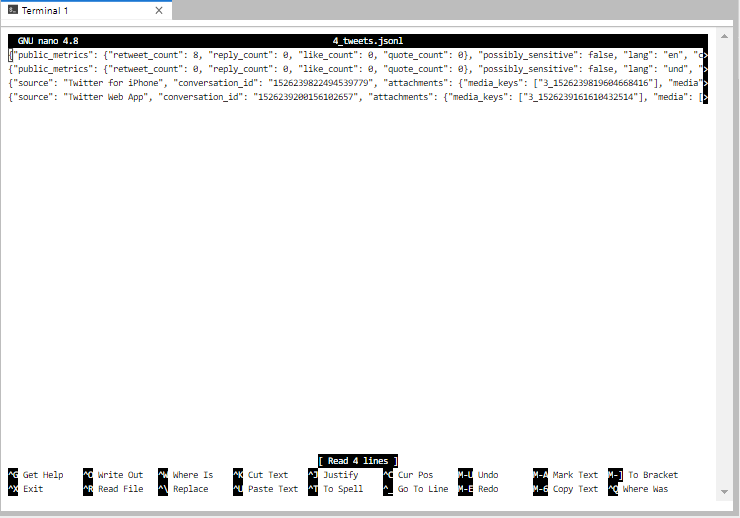 Terminal 1
GNU nano 4.8 4_tweets.jsonl
{"public_metrics": {"retweet_count": 8, "reply_count": 0, "like_count": 0, "quote_count": 0}, "possibly_sensitive": false, "lang": "en", "c>
{"public_metrics": {"retweet_count": 0, "reply_count": 0, "like_count": 0, "quote_count": 0}, "possibly_sensitive": false, "lang": "und", ">
{"source": "Twitter for iPhone", "conversation_id": "1526239822494539779", "attachments": {"media_keys": ["3_1526239819604668416"], "media">
{"source": "Twitter Web App", "conversation_id": "1526239200156102657", "attachments": {"media_keys": ["3_1526239161610432514"], "media": [>
[ Read 4 lines ]
^G Get Help ^O Write Out ^W Where Is ^K Cut Text ^J Justify ^C Cur Pos M-U Undo M-A Mark Text M-] To Bracket
^X Exit ^R Read File ^\ Replace ^U Paste Text ^T To Spell ^_ Go To Line M-E Redo M-6 Copy Text ^Q Where Was